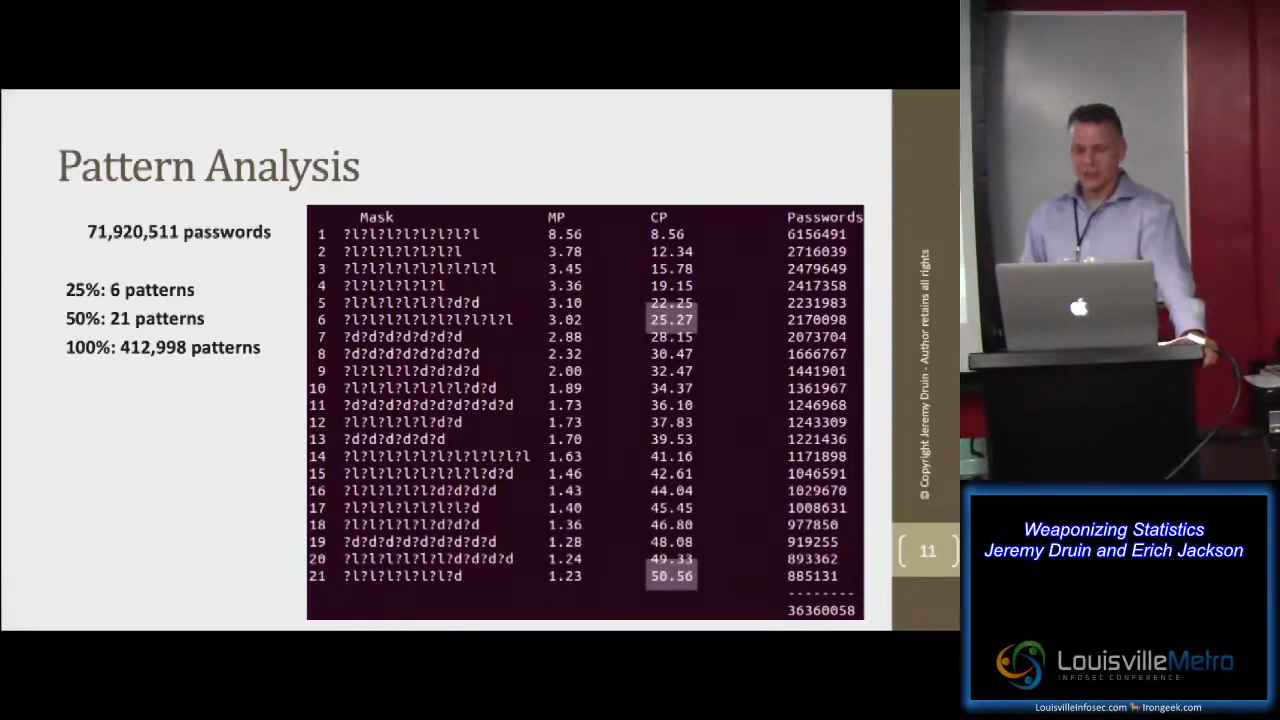 Pattern Analysis
71,920,511 passwords
25%: 6 patterns
50%: 21 patterns
100%: 412,998 patterns
Mask MP CP Passwords
1 ?l?l?l?l?l?l?l?l 8.56 8.56 6156491
2 ?l?l?l?l?l?l?l 3.78 12.34 2716039
3 ?l?l?l?l?l?l?l?l?l 3.45 15.78 2479649
4 ?l?l?l?l?l?l 3.36 19.15 2417358
5 ?l?l?l?l?l?l?d?d 3.10 22.25 2231983
6 ?l?l?l?l?l?l?l?l?l?l 3.02 25.27 2170098
7 ?d?d?d?d?d?d?d 2.88 28.15 2073704
8 ?d?d?d?d?d?d?d?d 2.32 30.47 1666767
9 ?l?l?l?l?d?d?d?d 2.00 32.47 1441901
10 ?l?l?l?l?l?l?l?d?d 1.89 34.37 1361967
11 ?d?d?d?d?d?d?d?d?d?d 1.73 36.10 1246968
12 ?l?l?l?l?l?d?d 1.73 37.83 1243309
13 ?d?d?d?d?d?d 1.70 39.53 1221436
14 ?l?l?l?l?l?l?l?l?l?l?l 1.63 41.16 1171898
15 ?l?l?l?l?l?l?l?l?d?d 1.46 42.61 1046591
16 ?l?l?l?l?l?d?d?d?d 1.43 44.04 1029670
17 ?l?l?l?l?l?l?l?d 1.40 45.45 1008631
18 ?l?l?l?l?l?d?d?d 1.36 46.80 977850
19 ?d?d?d?d?d?d?d?d?d 1.28 48.08 919255
20 ?l?l?l?l?l?l?d?d?d?d 1.24 49.33 893362
21 ?l?l?l?l?l?l?d 1.23 50.56 885131
--------
36360058
© Copyright Jeremy Druin - Author retains all rights
11
Weaponizing Statistics
Jeremy Druin and Erich Jackson
LouisvilleMetro
INFOSEC CONFERENCE
LouisvilleInfosec.com Irongeek.com